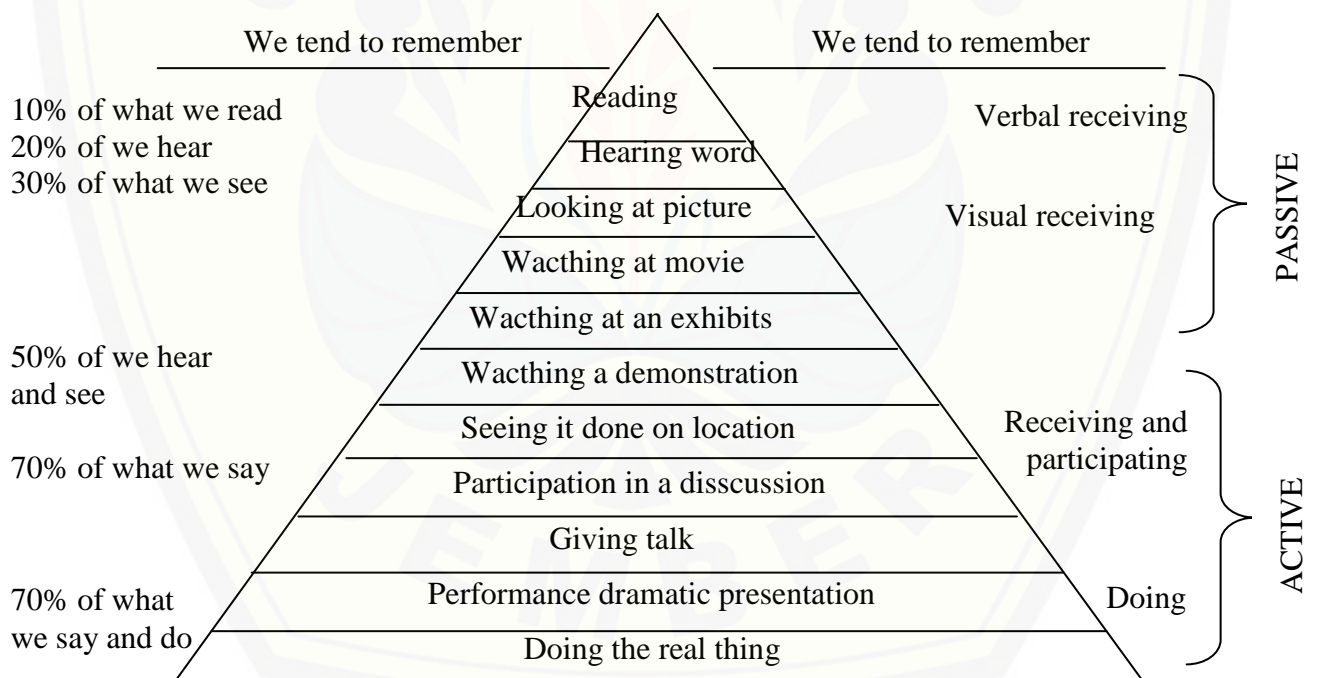 We tend to remember
We tend to remember
10% of what we read
20% of we hear
30% of what we see
50% of we hear
and see
70% of what we say
70% of what
we say and do
Reading
Hearing word
Looking at picture
Wacthing at movie
Wacthing at an exhibits
Wacthing a demonstration
Seeing it done on location
Participation in a disscussion
Giving talk
Performance dramatic presentation
Doing the real thing
Verbal receiving
Visual receiving
Receiving and
participating
Doing
PASSIVE
ACTIVE
JEMBER